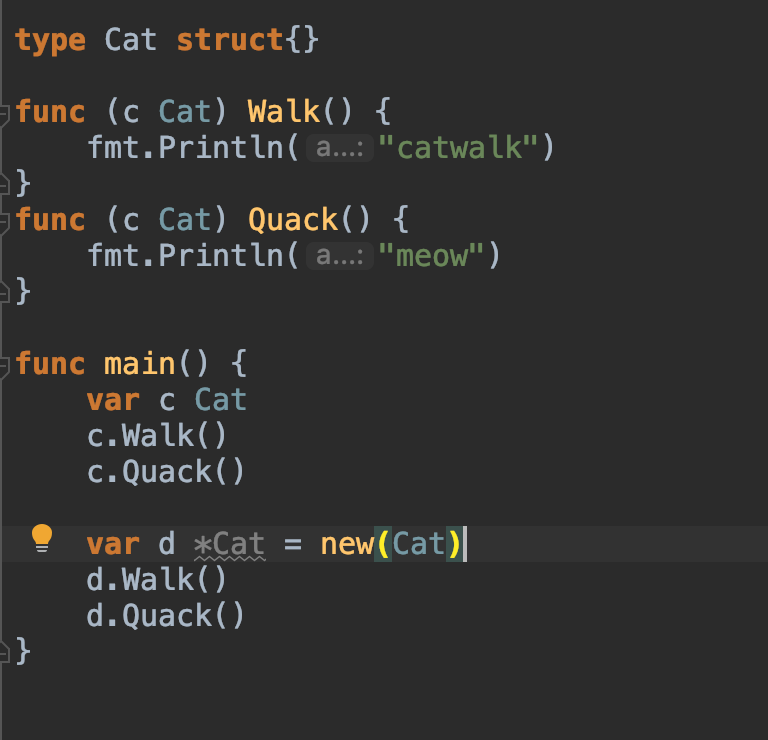 type Cat struct{}
func (c Cat) Walk() {
fmt.Println( a...: "catwalk")
}
func (c Cat) Quack() {
fmt.Println( a...: "meow")
}
func main() {
var c Cat
c.Walk()
c.Quack()
var d *Cat = new(Cat)
d.Walk()
d.Quack()
}